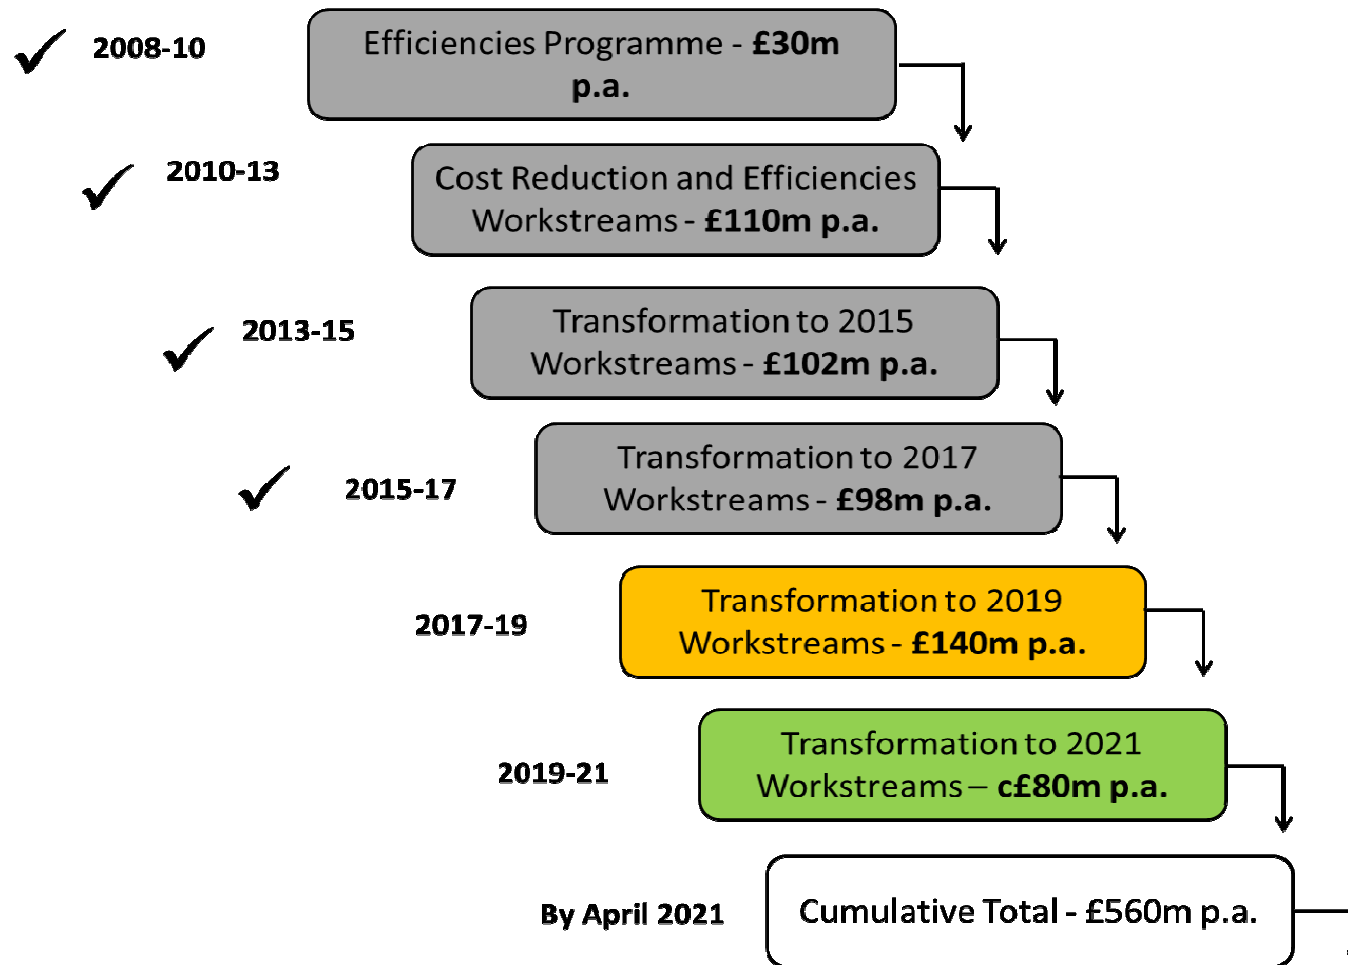 2008-10
Efficiencies Programme - £30m
p.a.
2010-13
Cost Reduction and Efficiencies
Workstreams - £110m p.a.
2013-15
Transformation to 2015
Workstreams - £102m p.a.
2015-17
Transformation to 2017
Workstreams - £98m p.a.
2017-19
Transformation to 2019
Workstreams - £140m p.a.
2019-21
Transformation to 2021
Workstreams – c£80m p.a.
By April 2021
Cumulative Total - £560m p.a.